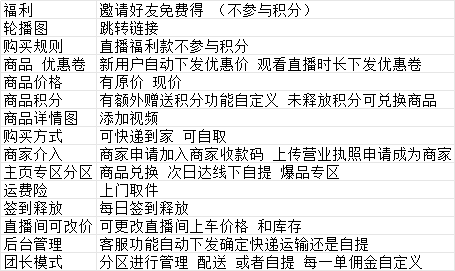 福利 邀请好友免费得 （不参与积分）
轮播图 跳转链接
购买规则 直播福利款不参与积分
商品 优惠卷 新用户自动下发优惠价 观看直播时长下发优惠卷
商品价格 有原价 现价
商品积分 有额外赠送积分功能自定义 未释放积分可兑换商品
商品详情图 添加视频
购买方式 可快递到家 可自取
商家介入 商家申请加入商家收款码 上传营业执照申请成为商家
主页专区分区 商品兑换 次日达线下自提 爆品专区
运费险 上门取件
签到释放 每日签到释放
直播间可改价 可更改直播间上车价格 和库存
后台管理 客服功能自动下发确定快递运输还是自提
团长模式 分区进行管理 配送 或者自提 每一单佣金自定义